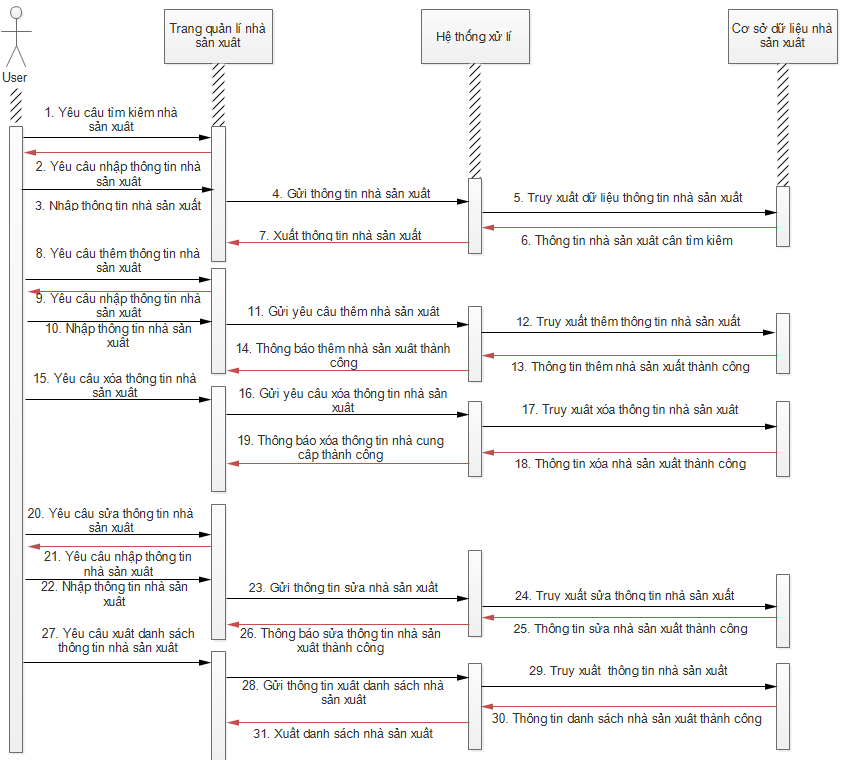 Trang quản lí nhà
sản xuất
Hệ thống xử lí
Cơ sở dữ liệu nhà
sản xuất
User
1. Yêu cầu tìm kiếm nhà
sản xuất
2. Yêu cầu nhập thông tin nhà
sản xuất
3. Nhập thông tin nhà sản xuất
4. Gửi thông tin nhà sản xuất
5. Truy xuất dữ liệu thông tin nhà sản xuất
6. Thông tin nhà sản xuất cần tìm kiếm
7. Xuất thông tin nhà sản xuất
8. Yêu cầu thêm thông tin nhà
sản xuất
9. Yêu cầu nhập thông tin nhà
sản xuất
10. Nhập thông tin nhà sản
xuất
11. Gửi yêu cầu thêm nhà sản xuất
12. Truy xuất thêm thông tin nhà sản xuất
13. Thông tin thêm nhà sản xuất thành công
14. Thông báo thêm nhà sản xuất thành
công
15. Yêu cầu xóa thông tin nhà
sản xuất
16. Gửi yêu cầu xóa thông tin nhà sản
xuất
17. Truy xuất xóa thông tin nhà sản xuất
18. Thông tin xóa nhà sản xuất thành công
19. Thông báo xóa thông tin nhà cung
cấp thành công
20. Yêu cầu sửa thông tin nhà
sản xuất
21. Yêu cầu nhập thông tin
nhà sản xuất
22. Nhập thông tin nhà sản
xuất
23. Gửi thông tin sửa nhà sản xuất
24. Truy xuất sửa thông tin nhà sản xuất
25. Thông tin sửa nhà sản xuất thành công
26. Thông báo sửa thông tin nhà sản
xuất thành công
27. Yêu cầu xuất danh sách
thông tin nhà sản xuất
28. Gửi thông tin xuất danh sách nhà
sản xuất
29. Truy xuất thông tin nhà sản xuất
30. Thông tin danh sách nhà sản xuất thành công
31. Xuất danh sách nhà sản xuất